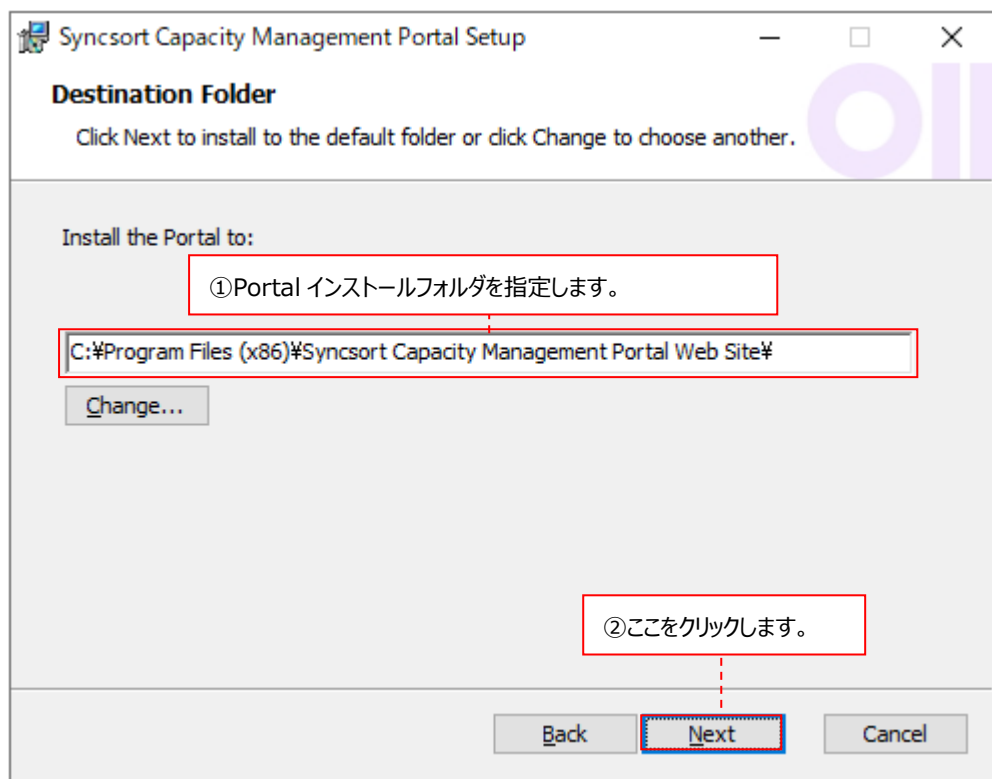 Syncsort Capacity Management Portal Setup
Destination Folder
Click Next to install to the default folder or click Change to choose another.
Install the Portal to:
①Portal インストールフォルダを指定します。
C:¥Program Files (x86)¥Syncsort Capacity Management Portal Web Site¥
Change...
②ここをクリックします。
Back
Next
Cancel